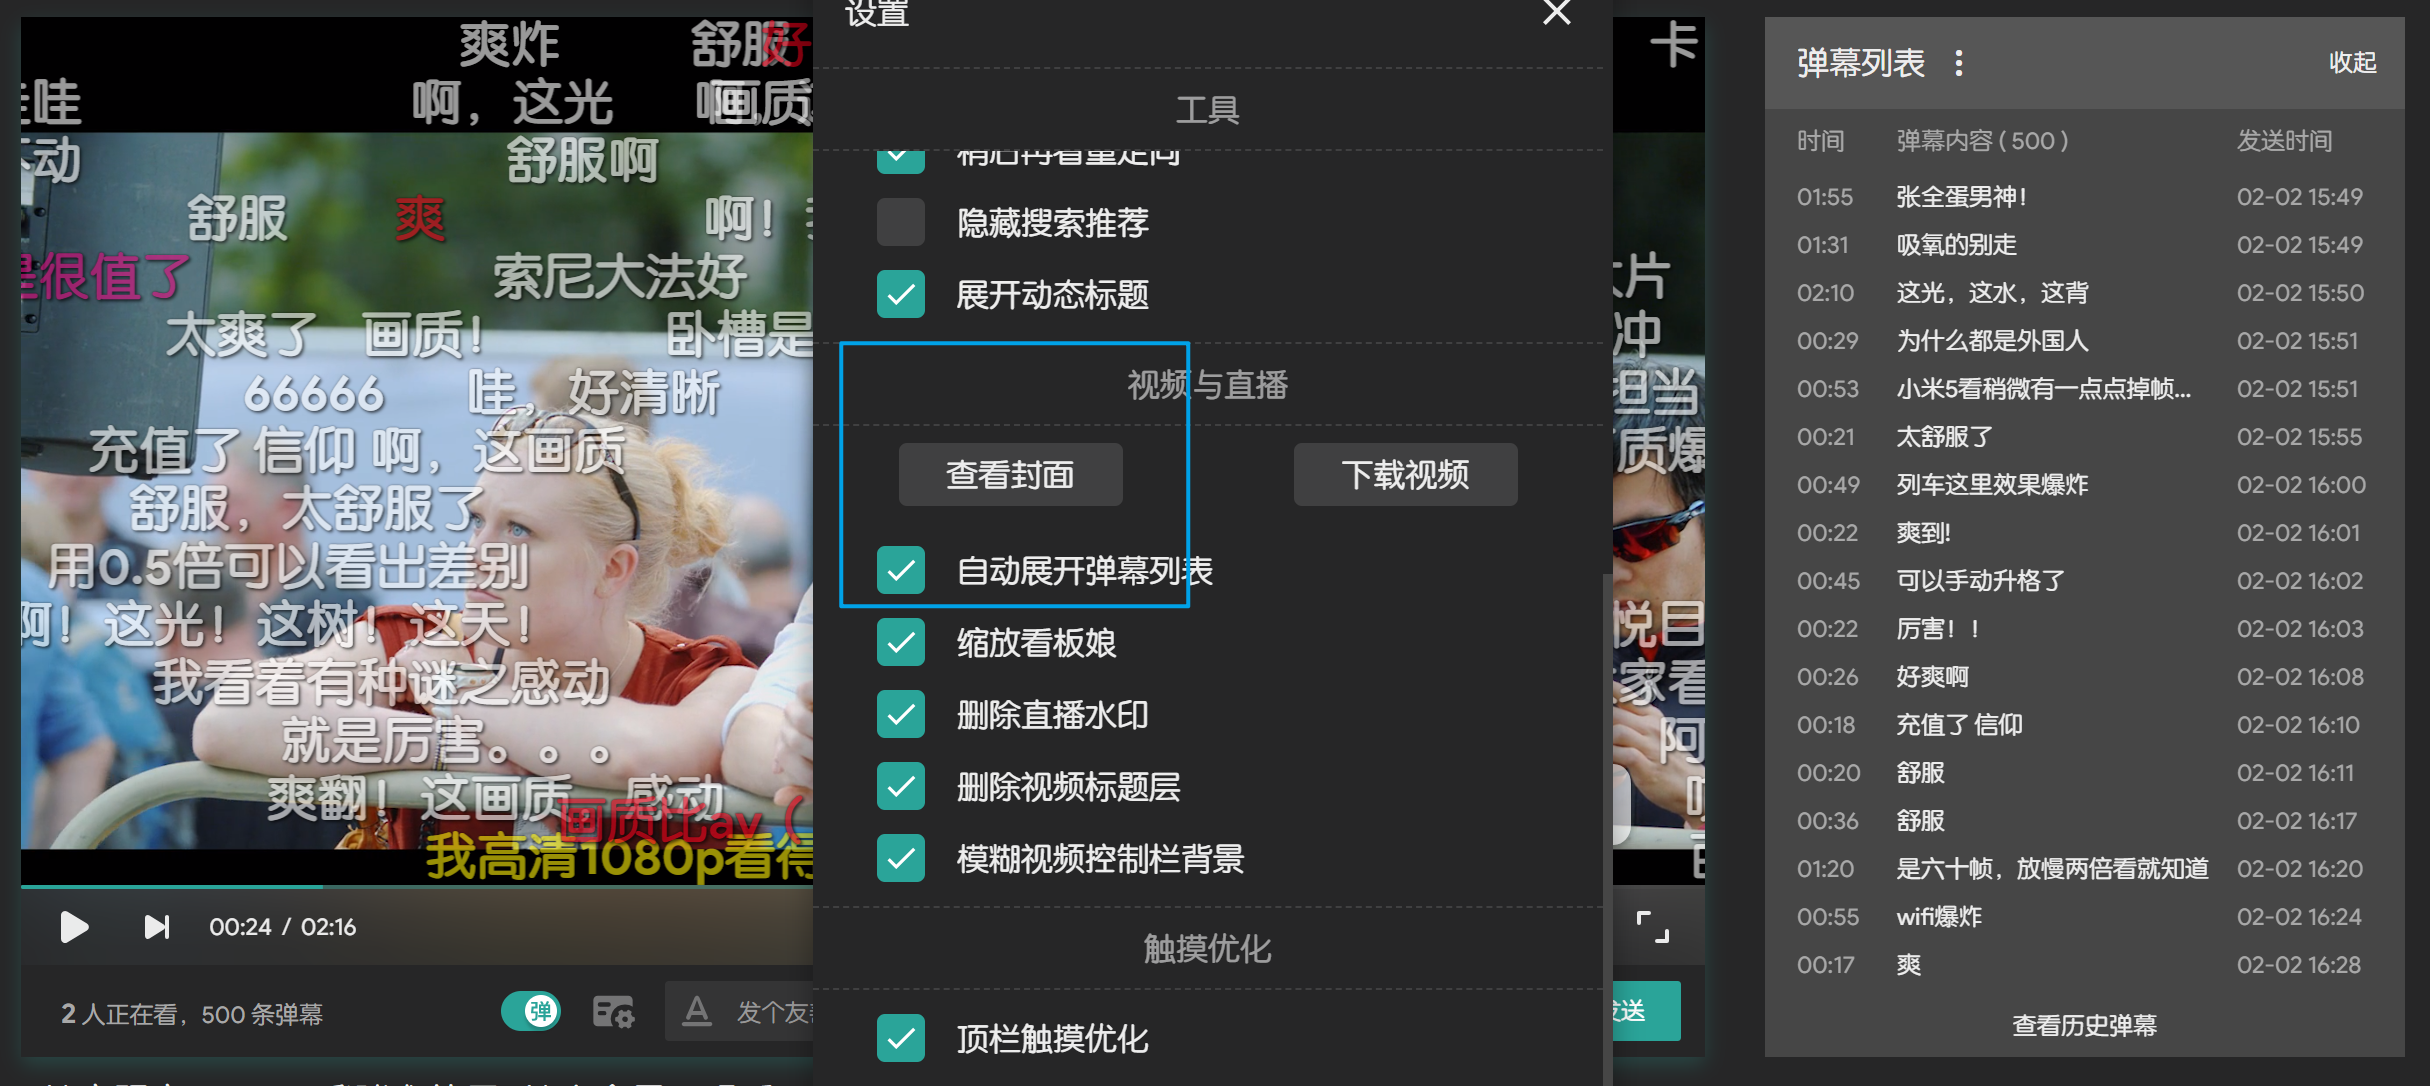 爽炸
舒服
好
哇
啊，这光
画质
不动
舒服啊
舒服
爽
啊！
是很值了
索尼大法好
太爽了
画质！
卧槽是
66666
哇，好清晰
充值了 信仰
啊，这画质
舒服，太舒服了
用0.5倍可以看出差别
啊！这光！这树！这天！
我看着有种谜之感动
就是厉害。。。
爽翻！这画质
感动
画质比av（
我高清1080p看得
00:24 / 02:16
2 人正在看，500 条弹幕
弹
发个友
设置
工具
稍后再看重定向
隐藏搜索推荐
展开动态标题
视频与直播
查看封面
下载视频
自动展开弹幕列表
缩放看板娘
删除直播水印
删除视频标题层
模糊视频控制栏背景
触摸优化
顶栏触摸优化
卡
大片
冲
担当
质爆
悦目
家看
阿
发送
弹幕列表
收起
时间 弹幕内容 ( 500 ) 发送时间
01:55 张全蛋男神! 02-02 15:49
01:31 吸氧的别走 02-02 15:49
02:10 这光，这水，这背 02-02 15:50
00:29 为什么都是外国人 02-02 15:51
00:53 小米5看稍微有一点点掉帧... 02-02 15:51
00:21 太舒服了 02-02 15:55
00:49 列车这里效果爆炸 02-02 16:00
00:22 爽到! 02-02 16:01
00:45 可以手动升格了 02-02 16:02
00:22 厉害！！ 02-02 16:03
00:26 好爽啊 02-02 16:08
00:18 充值了 信仰 02-02 16:10
00:20 舒服 02-02 16:11
00:36 舒服 02-02 16:17
01:20 是六十帧，放慢两倍看就知道 02-02 16:20
00:55 wifi爆炸 02-02 16:24
00:17 爽 02-02 16:28
查看历史弹幕